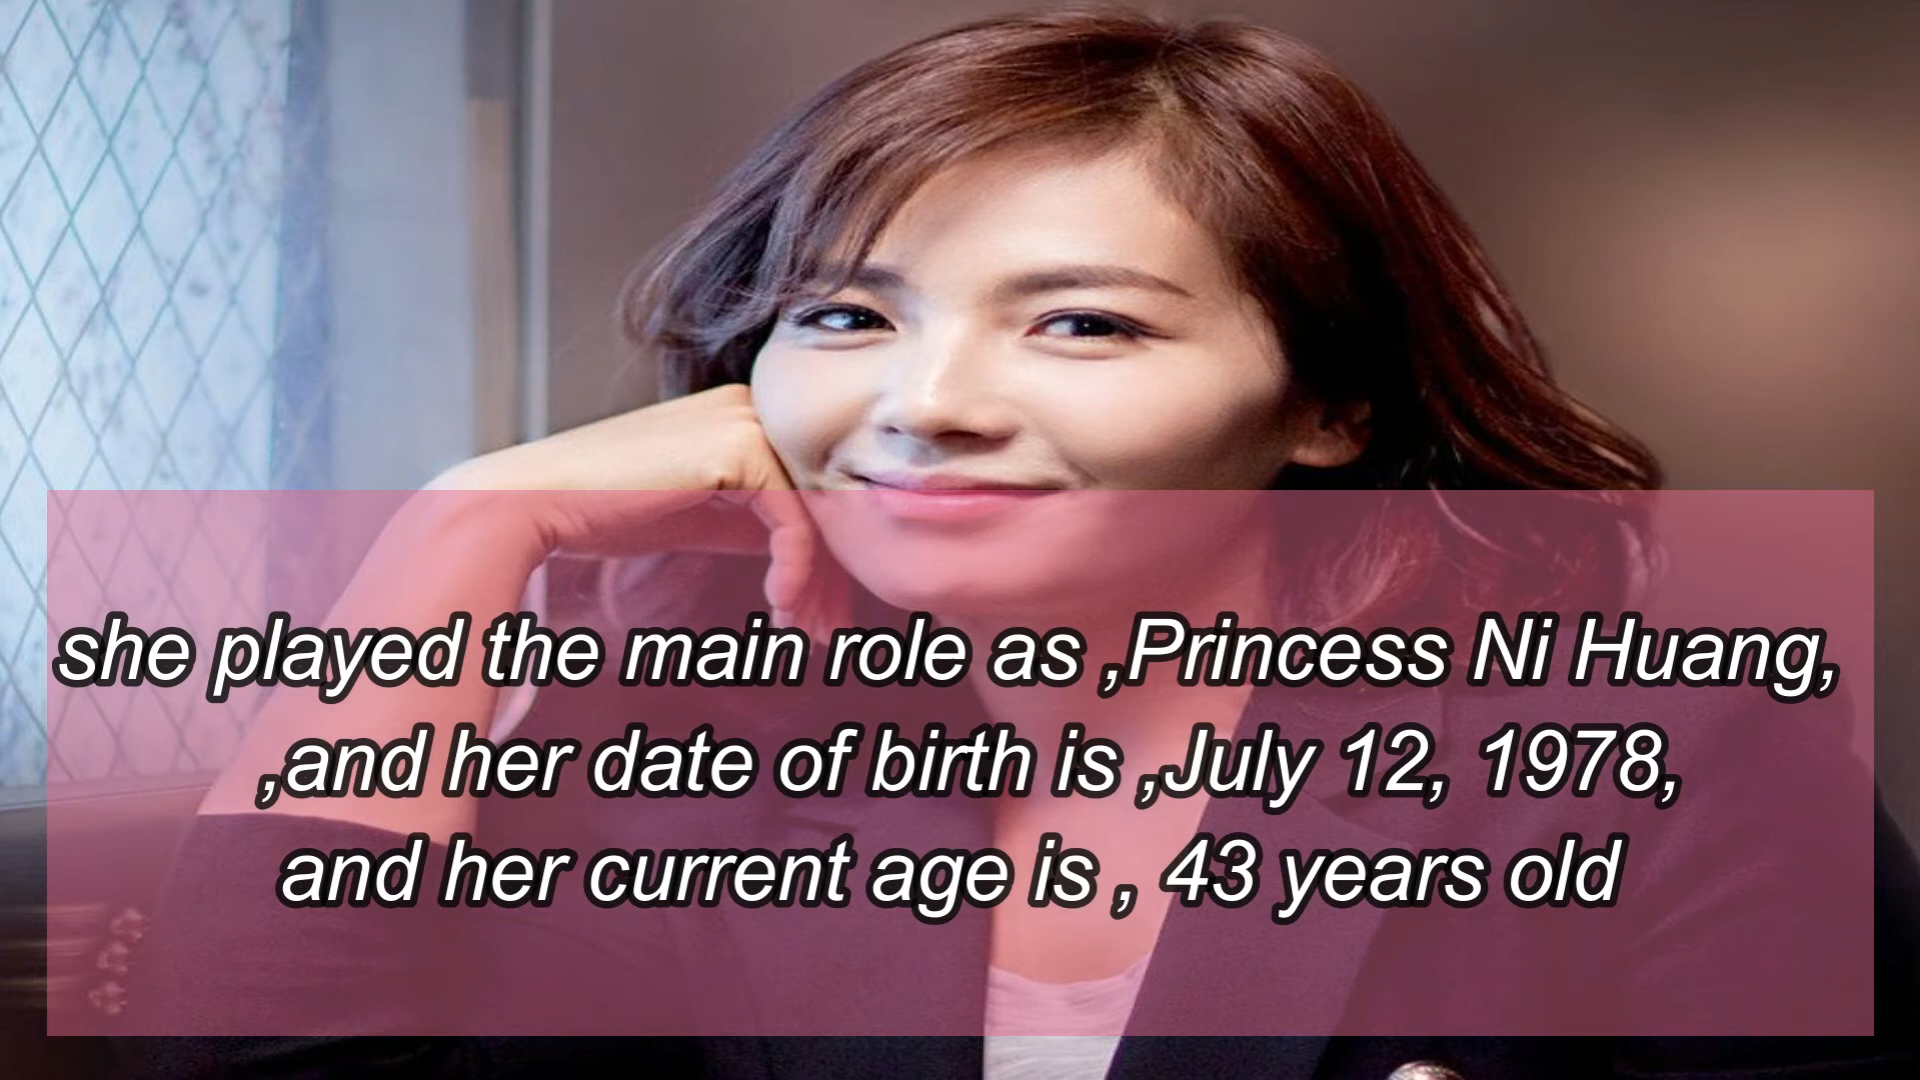 she played the main role as ,Princess Ni Huang,
,and her date of birth is ,July 12, 1978,
and her current age is , 43 years old